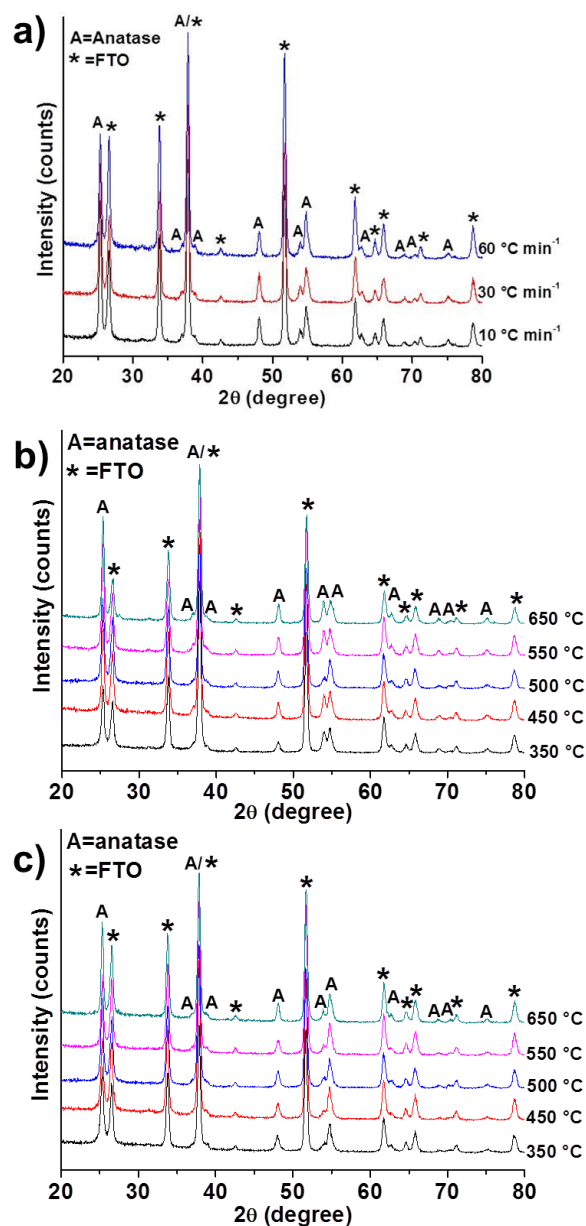 a)
A=Anatase
*=FTO
A/*
*
A
*
*
A
A
*
A
A
A
*
A
*
*
A
A
*
A
*
60 °C min-1
30 °C min-1
10 °C min-1
Intensity (counts)
20 30 40 50 60 70 80
2θ (degree)
b)
A=anatase
*=FTO
A/*
A
*
*
A
A
*
A
*
A A
*
A
*
*
A A *
A
*
650 °C
550 °C
500 °C
450 °C
350 °C
Intensity (counts)
20 30 40 50 60 70 80
2θ (degree)
c)
A=anatase
*=FTO
A/*
A
*
*
A
A
*
A
*
A
A
*
A
*
*
A A *
A
*
650 °C
550 °C
500 °C
450 °C
350 °C
Intensity (counts)
20 30 40 50 60 70 80
2θ (degree)